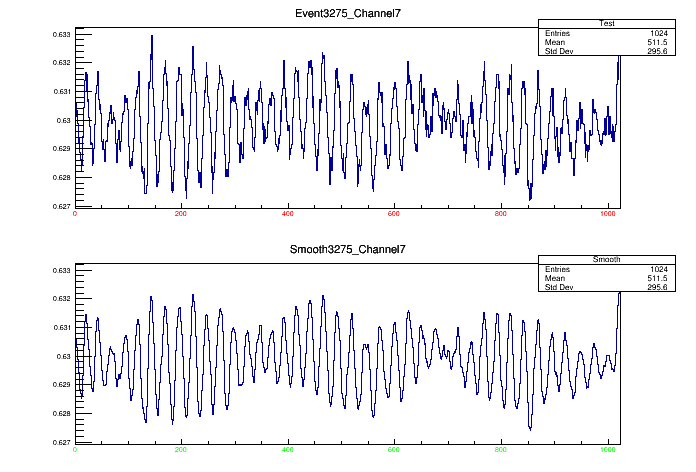 Event3275_Channel7
Test
Entries 1024
Mean 511.5
Std Dev 295.6
0.633
0.632
0.631
0.63
0.629
0.628
0.627
0 200 400 600 800 1000
Smooth3275_Channel7
Smooth
Entries 1024
Mean 511.5
Std Dev 295.6
0.633
0.632
0.631
0.63
0.629
0.628
0.627
0 200 400 600 800 1000